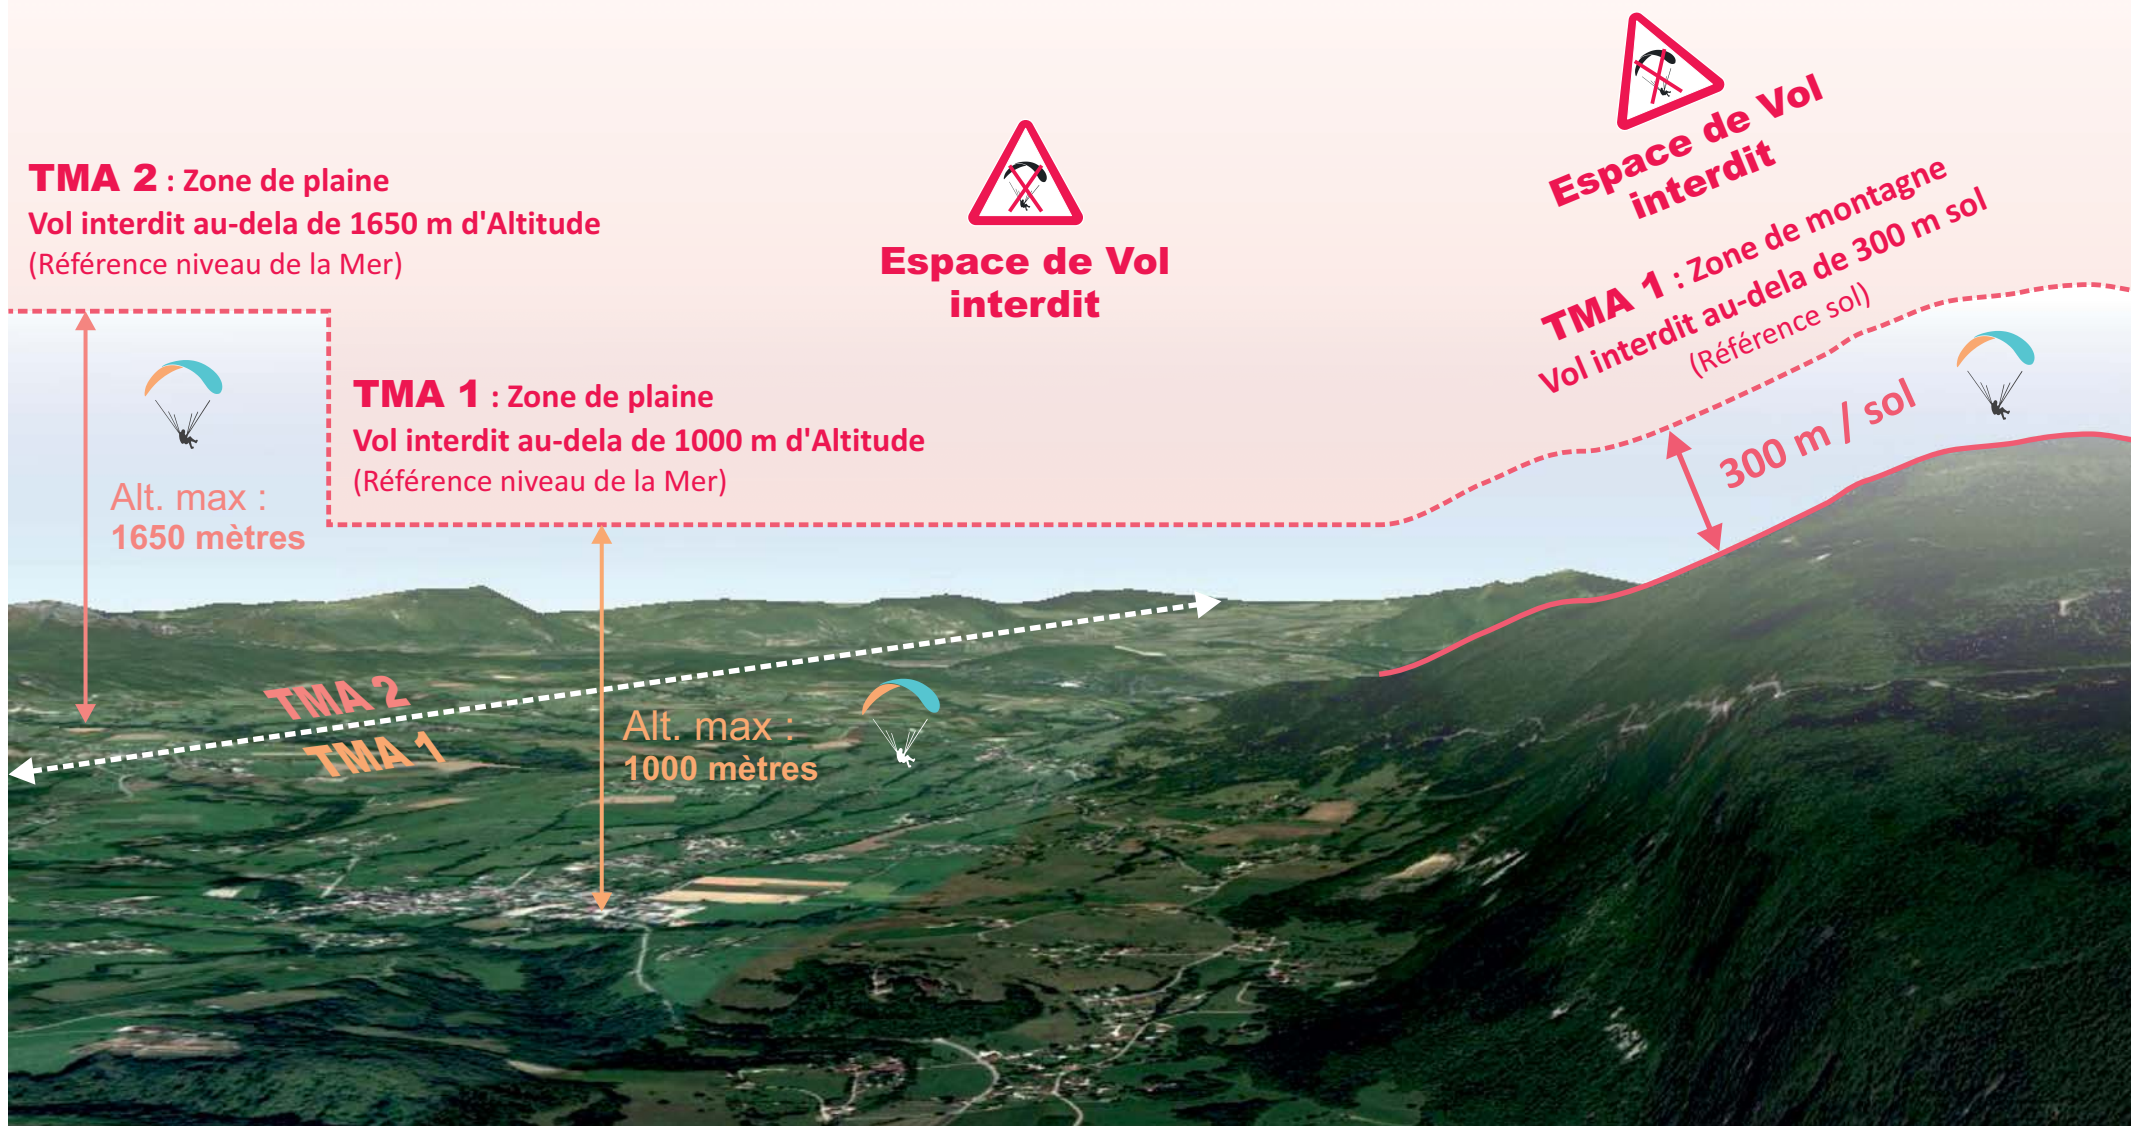 TMA 2 : Zone de plaine
Vol interdit au-dela de 1650 m d'Altitude
(Référence niveau de la Mer)
Espace de Vol
interdit
Espace de Vol
interdit
TMA 1 : Zone de montagne
Vol interdit au-dela de 300 m sol
(Référence sol)
300 m / sol
TMA 1 : Zone de plaine
Vol interdit au-dela de 1000 m d'Altitude
(Référence niveau de la Mer)
Alt. max :
1650 mètres
TMA 2
TMA 1
Alt. max :
1000 mètres